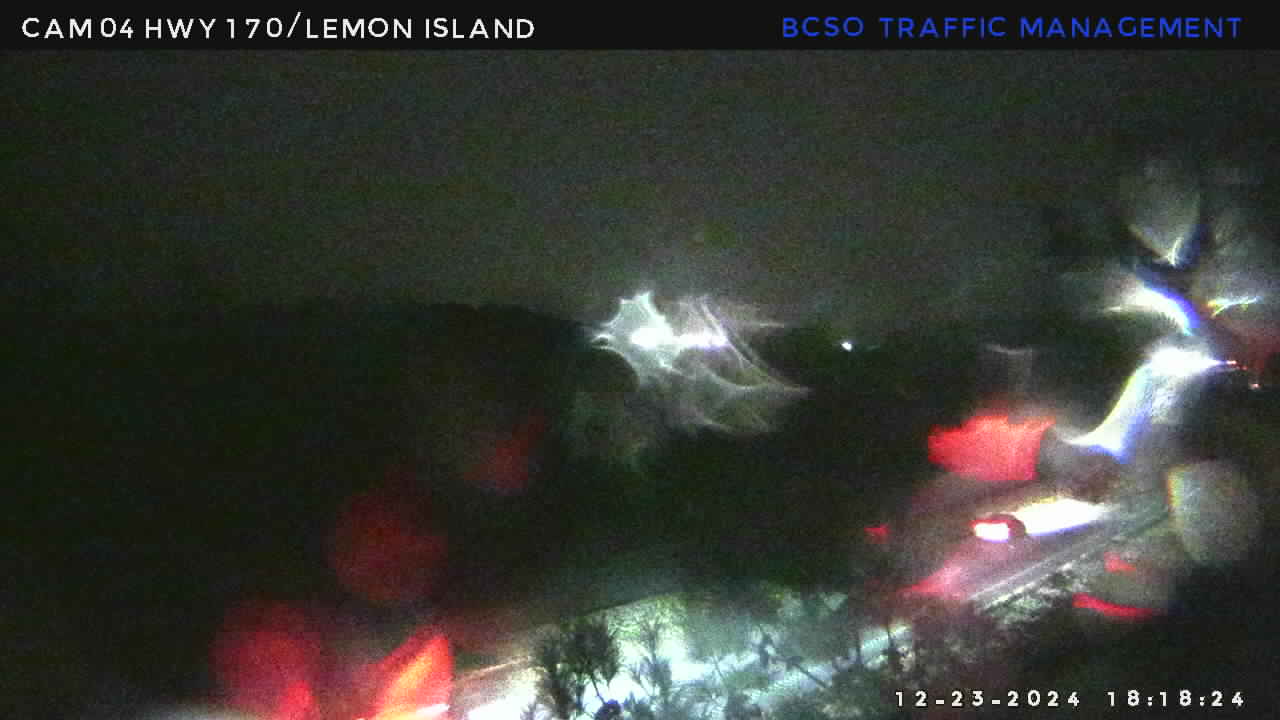 CAM04 HWY 170/LEMON ISLAND
BCSO TRAFFIC MANAGEMENT
12-23-2024 18:18:24